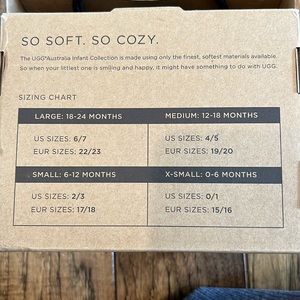 SO SOFT. SO COZY.
The UGG®Australia Infant Collection is made using only the finest, softest materials available.
So when your littlest one is smiling and happy, it might have something to do with UGG.
SIZING CHART
LARGE: 18-24 MONTHS
US SIZES: 6/7
EUR SIZES: 22/23
MEDIUM: 12-18 MONTHS
US SIZES: 4/5
EUR SIZES: 19/20
SMALL: 6-12 MONTHS
US SIZES: 2/3
EUR SIZES: 17/18
X-SMALL: 0-6 MONTHS
US SIZES: 0/1
EUR SIZES: 15/16